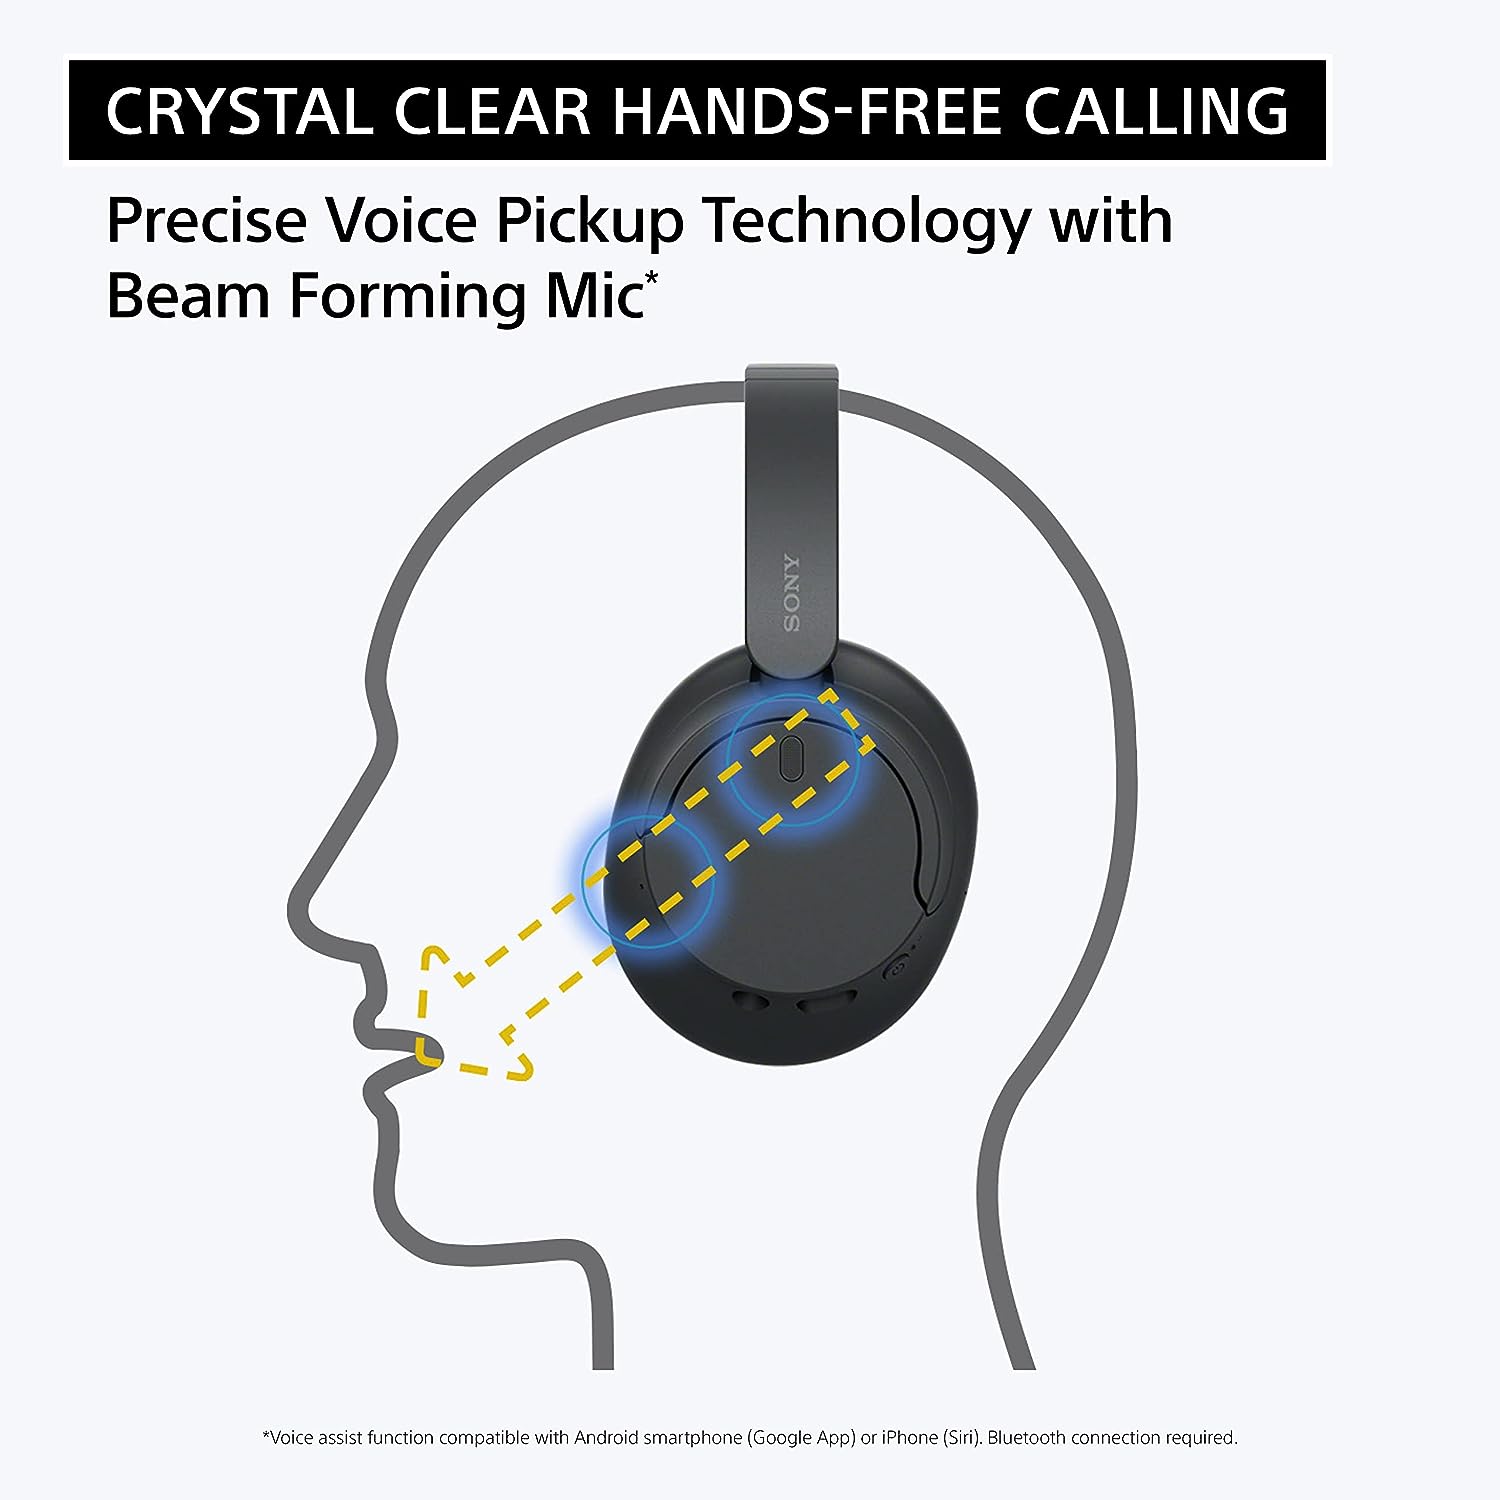 CRYSTAL CLEAR HANDS-FREE CALLING
Precise Voice Pickup Technology with
Beam Forming Mic*
SONY
*Voice assist function compatible with Android smartphone (Google App) or iPhone (Siri). Bluetooth connection required.